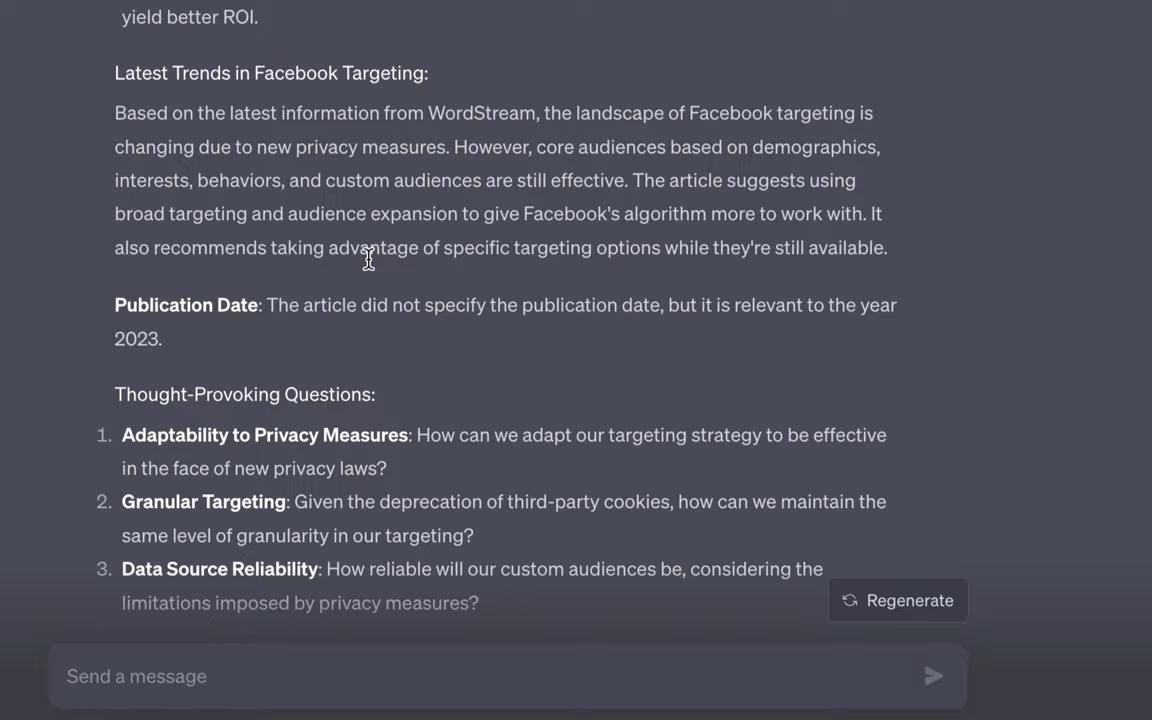 yield better ROI.
Latest Trends in Facebook Targeting:
Based on the latest information from WordStream, the landscape of Facebook targeting is
changing due to new privacy measures. However, core audiences based on demographics,
interests, behaviors, and custom audiences are still effective. The article suggests using
broad targeting and audience expansion to give Facebook's algorithm more to work with. It
also recommends taking advantage of specific targeting options while they're still available.
Publication Date: The article did not specify the publication date, but it is relevant to the year
2023.
Thought-Provoking Questions:
1. Adaptability to Privacy Measures: How can we adapt our targeting strategy to be effective
in the face of new privacy laws?
2. Granular Targeting: Given the deprecation of third-party cookies, how can we maintain the
same level of granularity in our targeting?
3. Data Source Reliability: How reliable will our custom audiences be, considering the
limitations imposed by privacy measures?
Regenerate
Send a message